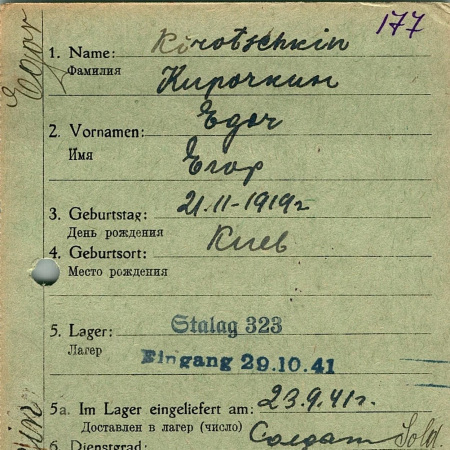 177
1. Name: Kirotschkin
Фамилия Кирочкин
2. Vornamen: Egor
Имя Егор
3. Geburtstag: 21.11-1919г
День рождения
4. Geburtsort: Киев
Место рождения
5. Lager: Stalag 323
Лагер
Eingang 29.10.41
5a. Im Lager eingeliefert am: 23.9.41г.
Доставлен в лагер (число)
6. Dienstgrad: Солдат Sold.
Egor